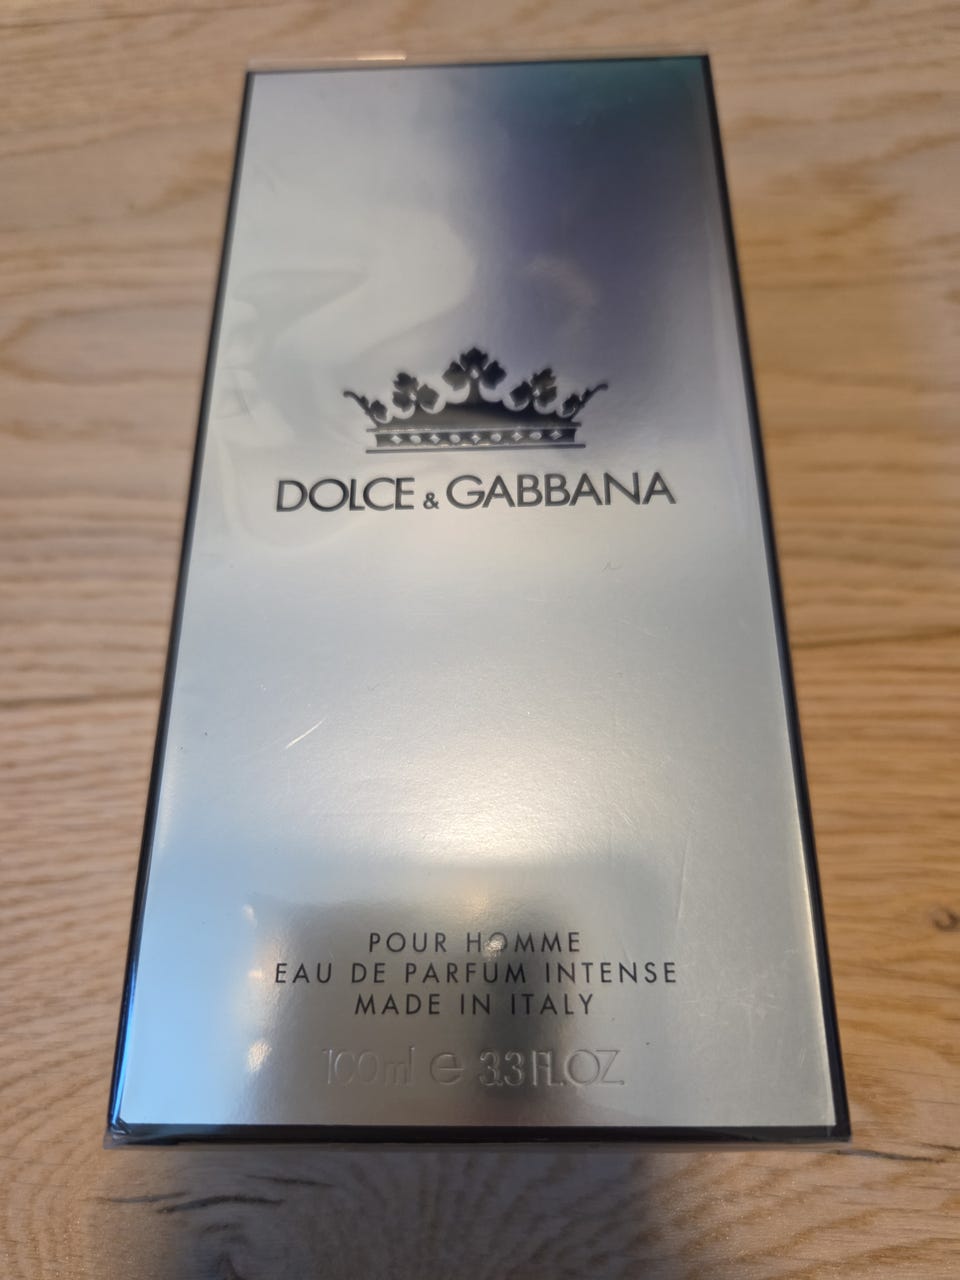 DOLCE & GABBANA
POUR HOMME
EAU DE PARFUM INTENSE
MADE IN ITALY
100ml ℮ 3.3 FL.OZ